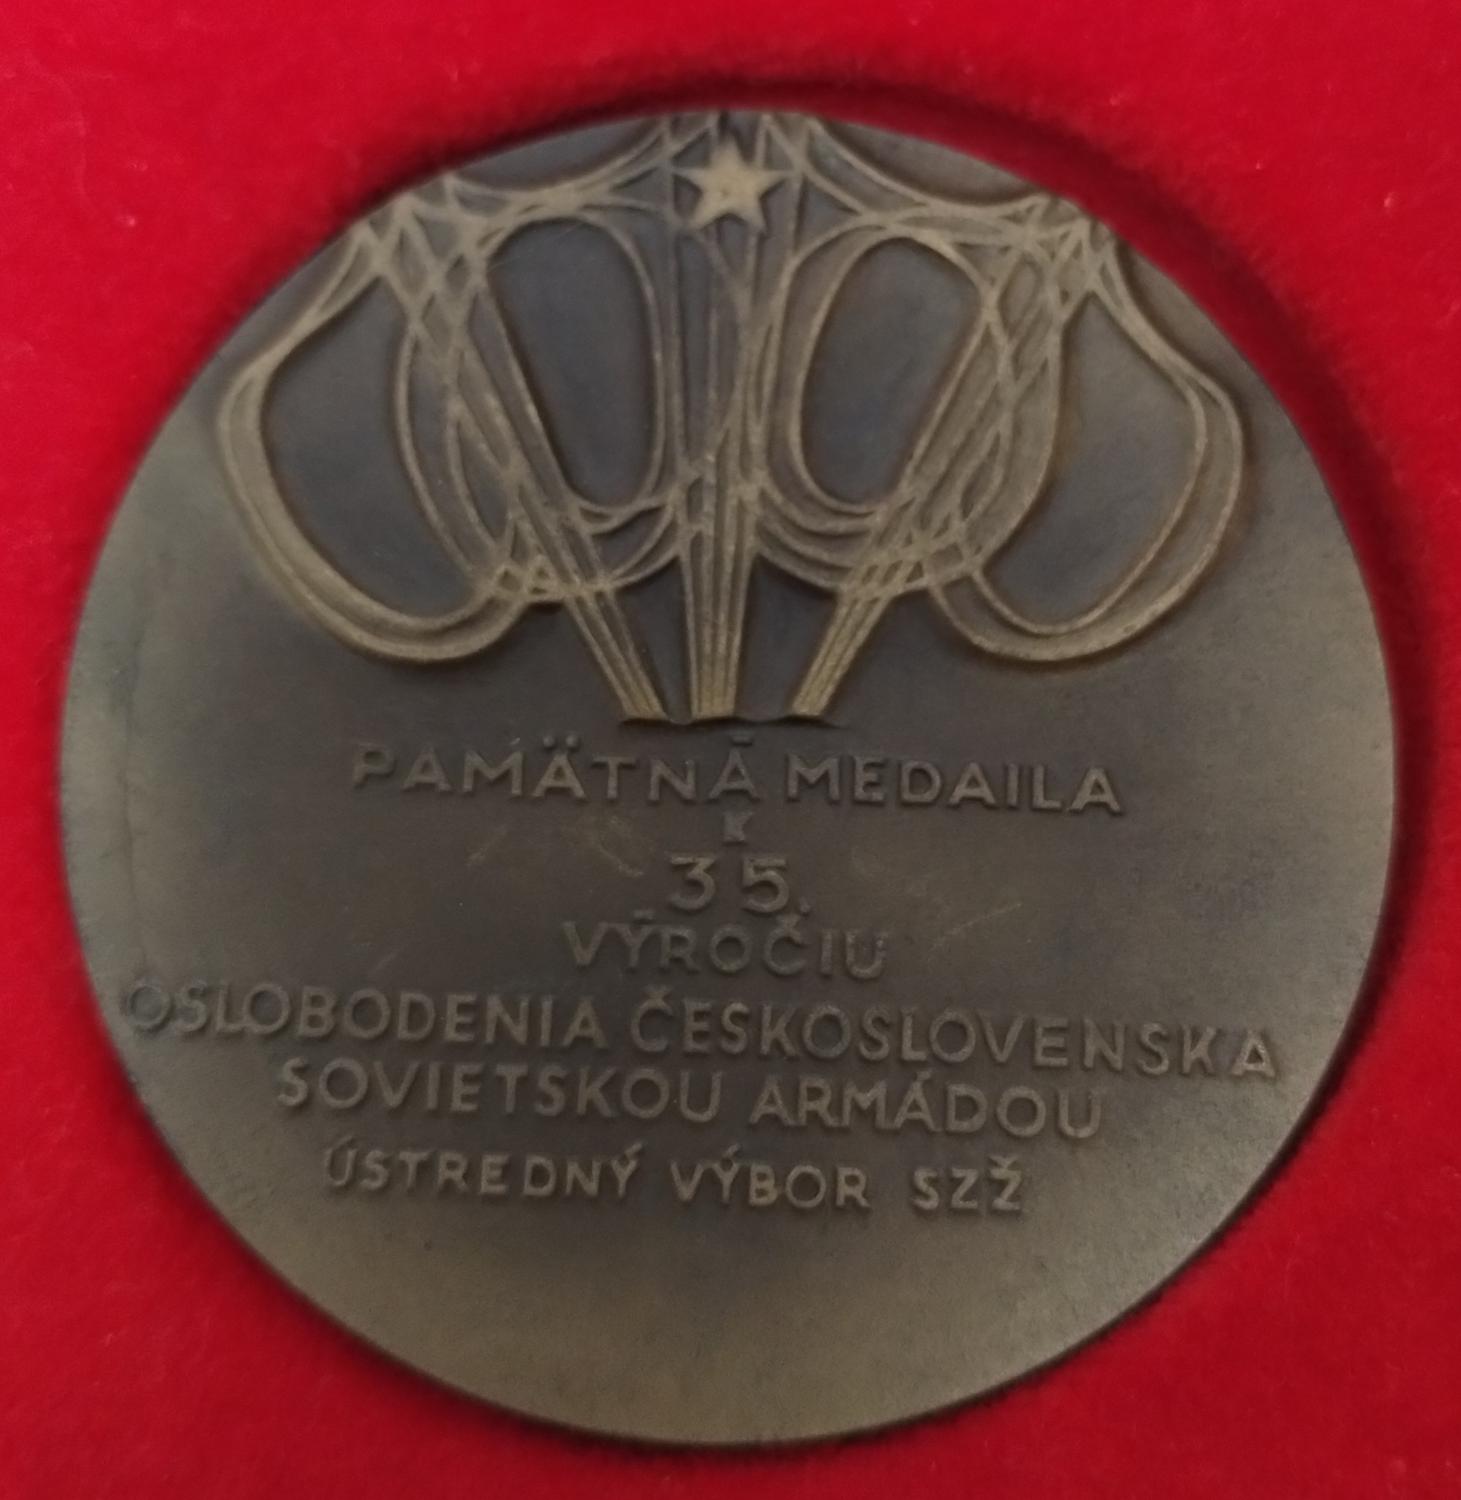 PAMÄTNÁ MEDAILA
K
35.
VÝROČIU
OSLOBODENIA ČESKOSLOVENSKA
SOVIETSKOU ARMÁDOU
ÚSTREDNÝ VÝBOR SZŽ